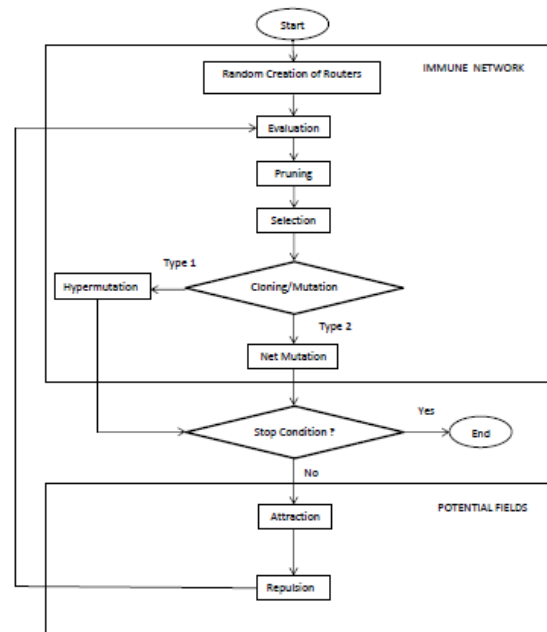 Start
IMMUNE NETWORK
Random Creation of Routers
Evaluation
Pruning
Selection
Type 1
Hypermutation
Cloning/Mutation
Type 2
Net Mutation
Yes
Stop Condition ?
End
No
POTENTIAL FIELDS
Attraction
Repulsion